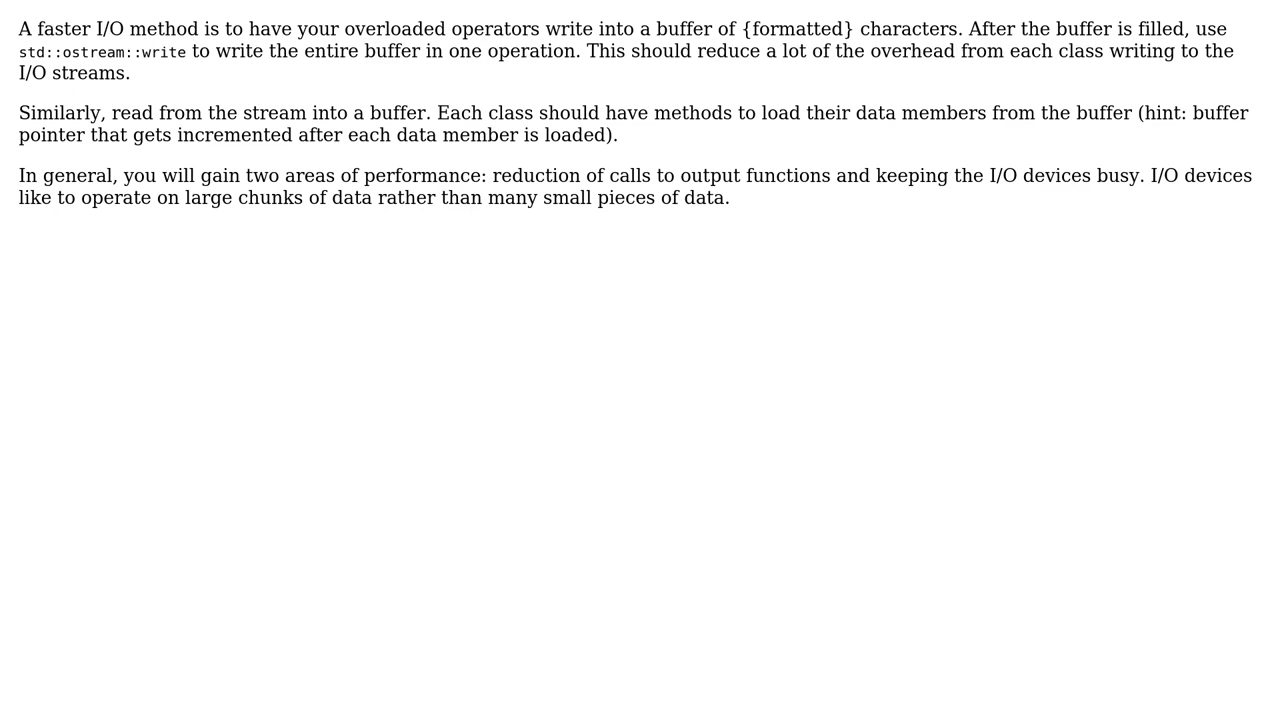 A faster I/O method is to have your overloaded operators write into a buffer of {formatted} characters. After the buffer is filled, use
std::ostream::write to write the entire buffer in one operation. This should reduce a lot of the overhead from each class writing to the
I/O streams.
Similarly, read from the stream into a buffer. Each class should have methods to load their data members from the buffer (hint: buffer
pointer that gets incremented after each data member is loaded).
In general, you will gain two areas of performance: reduction of calls to output functions and keeping the I/O devices busy. I/O devices
like to operate on large chunks of data rather than many small pieces of data.